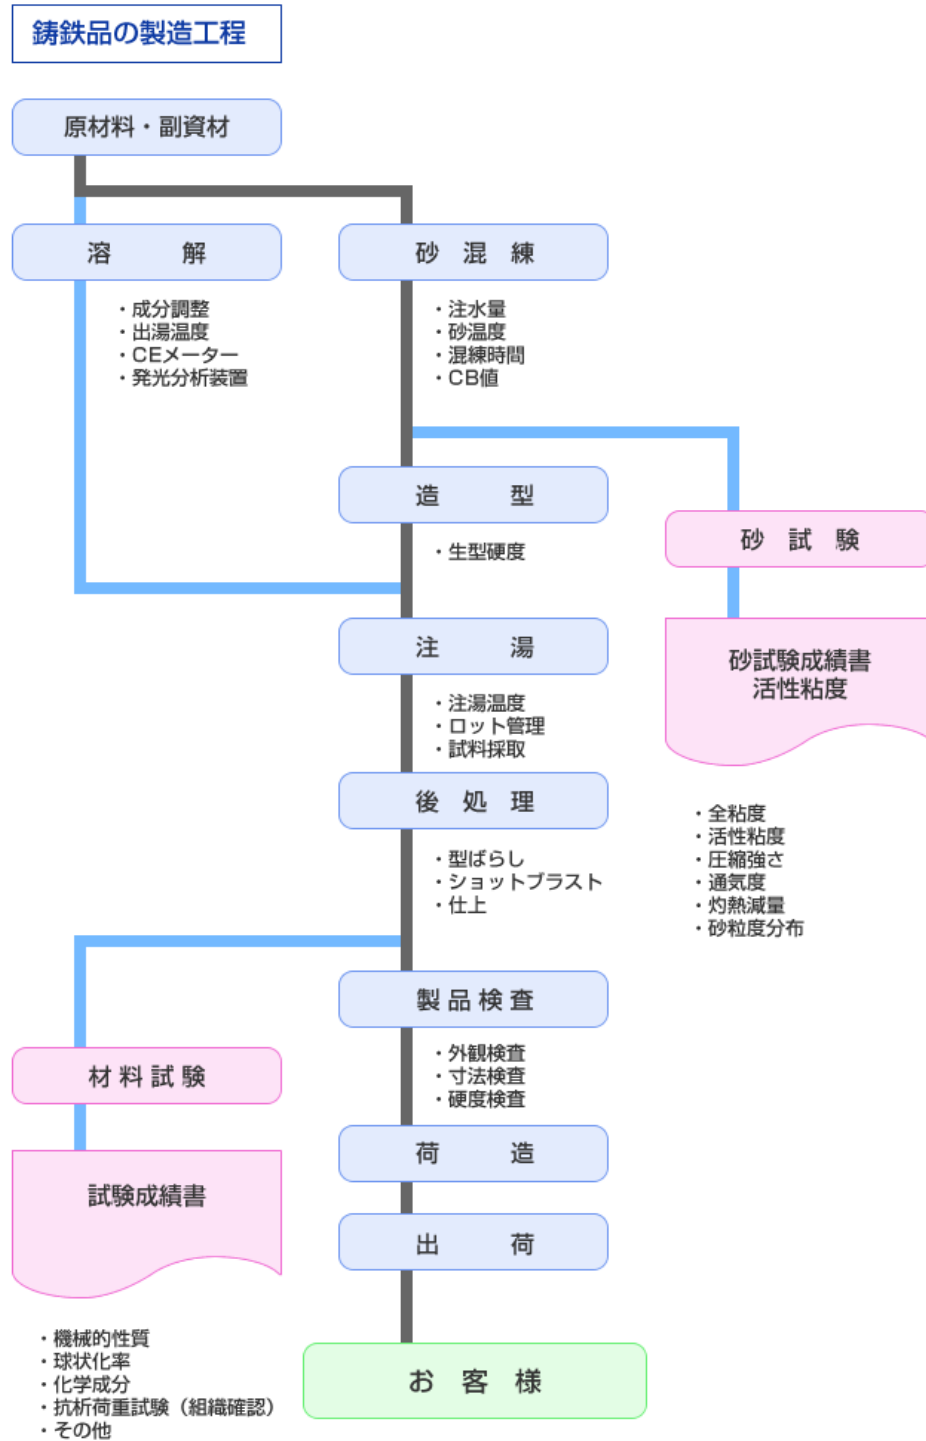 鋳鉄品の製造工程
原材料・副資材
溶　　　解
・成分調整
・出湯温度
・CEメーター
・発光分析装置
砂　混　練
・注水量
・砂温度
・混練時間
・CB値
造　　　型
・生型硬度
砂　試　験
砂試験成績書
活性粘度
・全粘度
・活性粘度
・圧縮強さ
・通気度
・灼熱減量
・砂粒度分布
注　　　湯
・注湯温度
・ロット管理
・試料採取
後　処　理
・型ばらし
・ショットブラスト
・仕上
製品検査
・外観検査
・寸法検査
・硬度検査
材料試験
試験成績書
・機械的性質
・球状化率
・化学成分
・抗析荷重試験（組織確認）
・その他
荷　　　造
出　　　荷
お　客　様